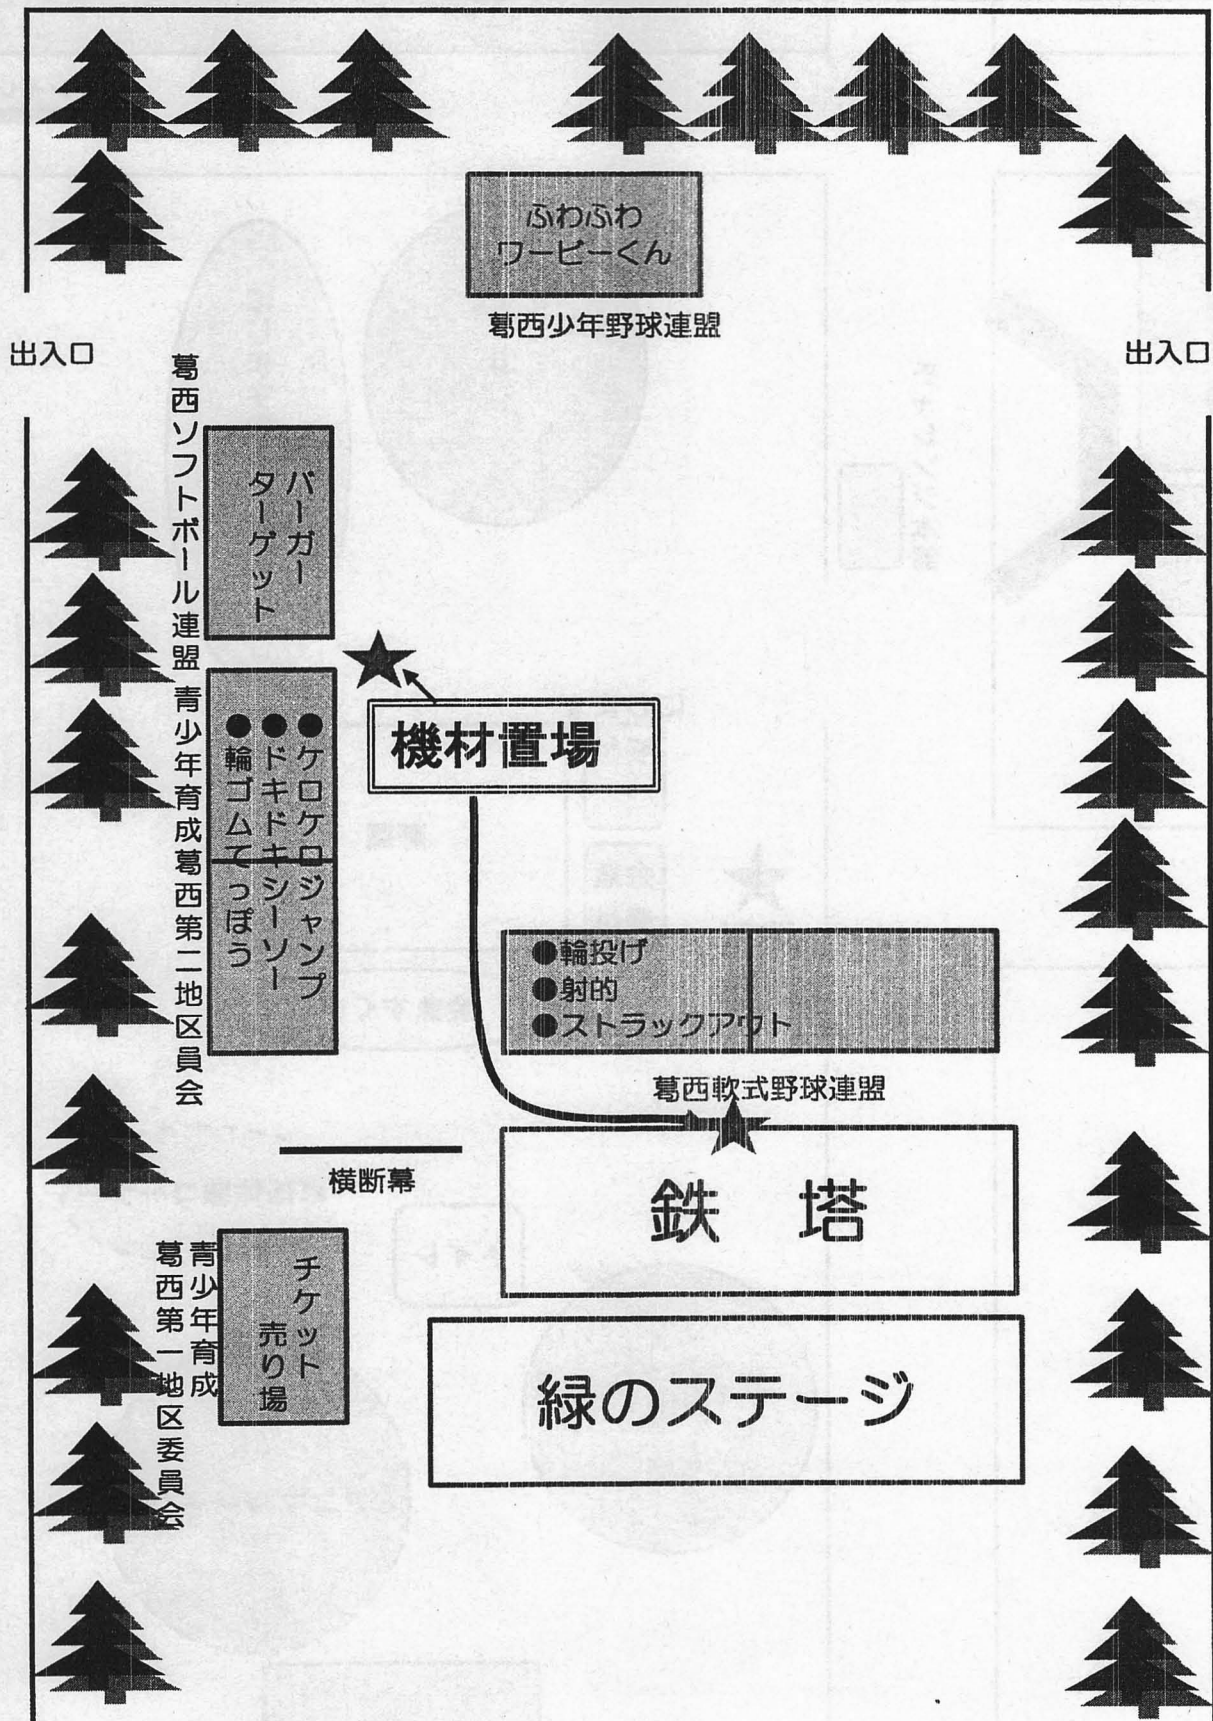 ふわふわ
ワービーくん
葛西少年野球連盟
出入口
出入口
葛西ソフトボール連盟
バーガー
ターゲット
機材置場
青少年育成葛西第二地区員会
●ケロケロジャンプ
●ドキドキシーソー
●輪ゴムてっぽう
●輪投げ
●射的
●ストラックアウト
葛西軟式野球連盟
横断幕
鉄 塔
青少年育成
葛西第一地区委員会
チケット
売り場
緑のステージ